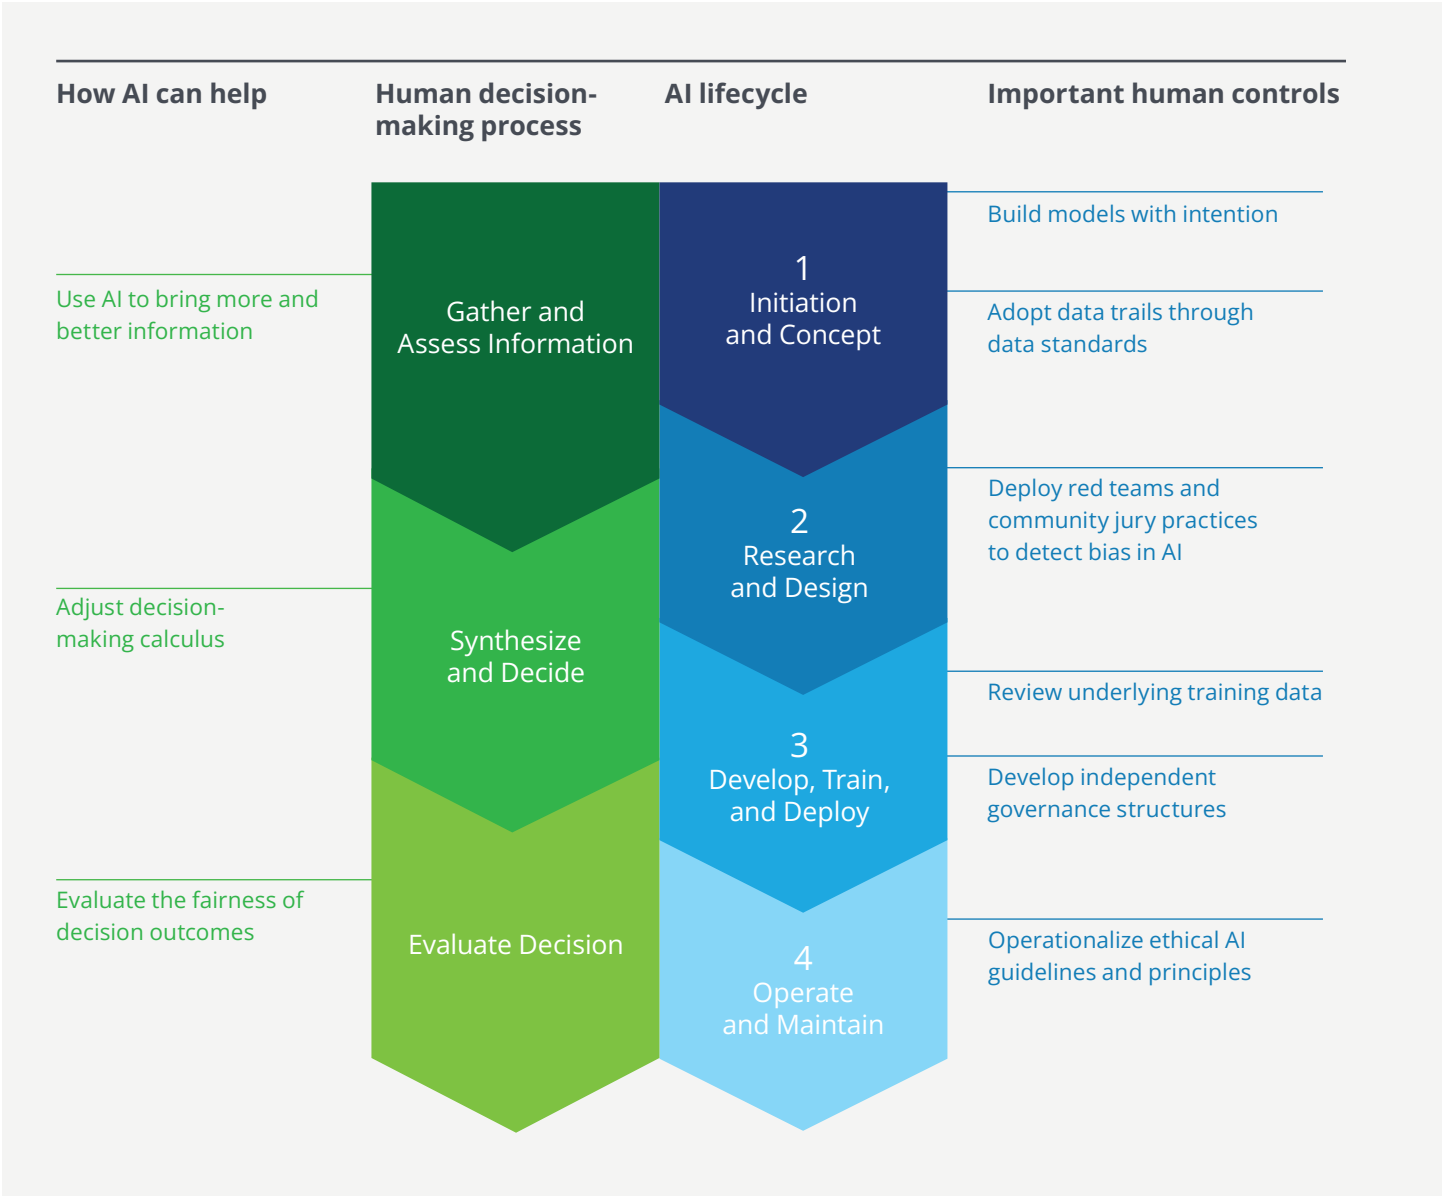 How AI can help
Human decision-
making process
AI lifecycle
Important human controls
Use AI to bring more and
better information
Adjust decision-
making calculus
Evaluate the fairness of
decision outcomes
Gather and
Assess Information
Synthesize
and Decide
Evaluate Decision
1
Initiation
and Concept
2
Research
and Design
3
Develop, Train,
and Deploy
4
Operate
and Maintain
Build models with intention
Adopt data trails through
data standards
Deploy red teams and
community jury practices
to detect bias in AI
Review underlying training data
Develop independent
governance structures
Operationalize ethical AI
guidelines and principles